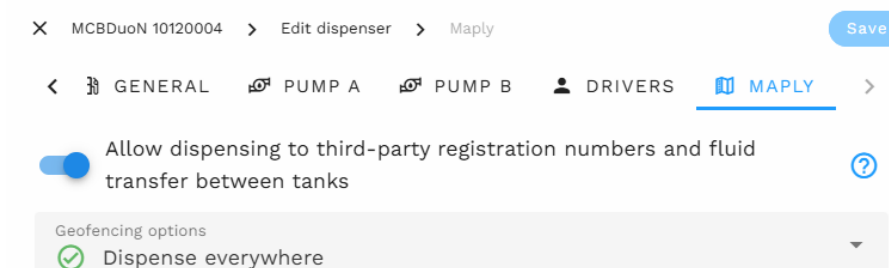 MCBDuoN 10120004 > Edit dispenser > Maply Save
GENERAL PUMP A PUMP B DRIVERS MAPLY
Allow dispensing to third-party registration numbers and fluid
transfer between tanks
Geofencing options
Dispense everywhere